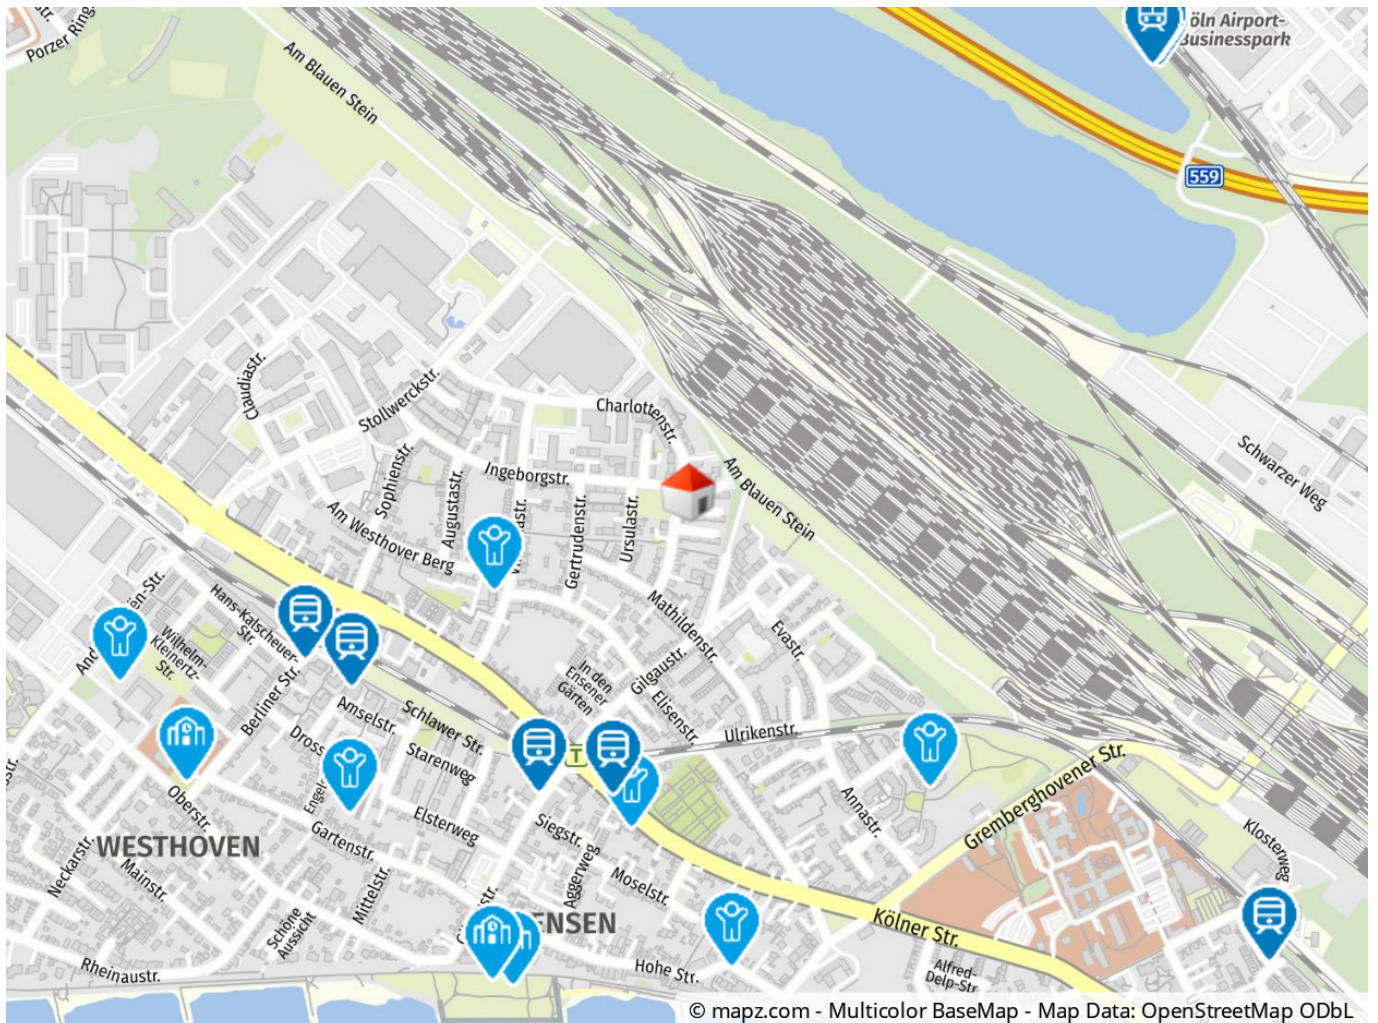 str.
Porzer Ring
Am Blauen Stein
öln Airport-
Businesspark
559
Claudiastr.
Stollwerckstr.
Charlottenstr.
Sophienstr.
Augustastr.
Ingeborgstr.
Am Blauen Stein
Schwarzer Weg
Am Westhover Berg
Gertrudenstr.
Ursulastr.
Hans-Kalscheuer-
Str.
Wilhelm-
Kleinertz-
Str.
Berliner Str.
Mathildenstr.
Evastr.
Gilgaustr.
Elisenstr.
In den
Ensener
Gärten
Amselstr.
Schlawer Str.
Starenweg
T
Ulrikenstr.
Annastr.
Gremberghovener Str.
Oberstr.
Elsterweg
Siegstr.
Aggerweg
Moselstr.
Klosterweg
WESTHOVEN
Gartenstr.
Neckarstr.
Mainstr.
Mittelstr.
Schöne
Aussicht
ENSEN
Kölner Str.
Rheinaustr.
Hohe Str.
Alfred-
Delp-Str
© mapz.com - Multicolor BaseMap - Map Data: OpenStreetMap ODbL